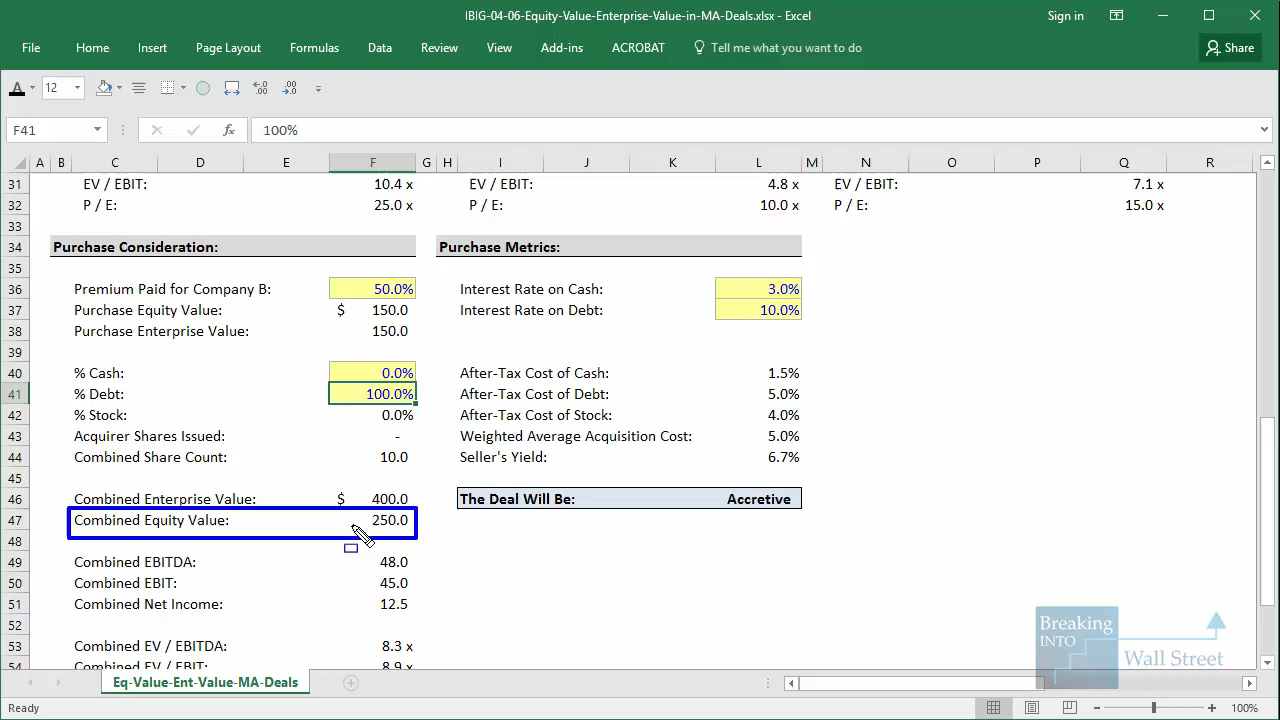 IBIG-04-06-Equity-Value-Enterprise-Value-in-MA-Deals.xlsx - Excel
Sign in
File Home Insert Page Layout Formulas Data Review View Add-ins ACROBAT Tell me what you want to do Share
A 12
F41 fx 100%
A B C D E F G H I J K L M N O P Q R
31 EV / EBIT: 10.4 x EV / EBIT: 4.8 x EV / EBIT: 7.1 x
32 P / E: 25.0 x P / E: 10.0 x P / E: 15.0 x
33
34 Purchase Consideration: Purchase Metrics:
35
36 Premium Paid for Company B: 50.0% Interest Rate on Cash: 3.0%
37 Purchase Equity Value: $ 150.0 Interest Rate on Debt: 10.0%
38 Purchase Enterprise Value: 150.0
39
40 % Cash: 0.0% After-Tax Cost of Cash: 1.5%
41 % Debt: 100.0% After-Tax Cost of Debt: 5.0%
42 % Stock: 0.0% After-Tax Cost of Stock: 4.0%
43 Acquirer Shares Issued: - Weighted Average Acquisition Cost: 5.0%
44 Combined Share Count: 10.0 Seller's Yield: 6.7%
45
46 Combined Enterprise Value: $ 400.0 The Deal Will Be: Accretive
47 Combined Equity Value: 250.0
48
49 Combined EBITDA: 48.0
50 Combined EBIT: 45.0
51 Combined Net Income: 12.5
52
53 Combined EV / EBITDA: 8.3 x
54 Combined EV / EBIT: 8.9 x
Breaking
INTO
Wall Street
Eq-Value-Ent-Value-MA-Deals
Ready 100%